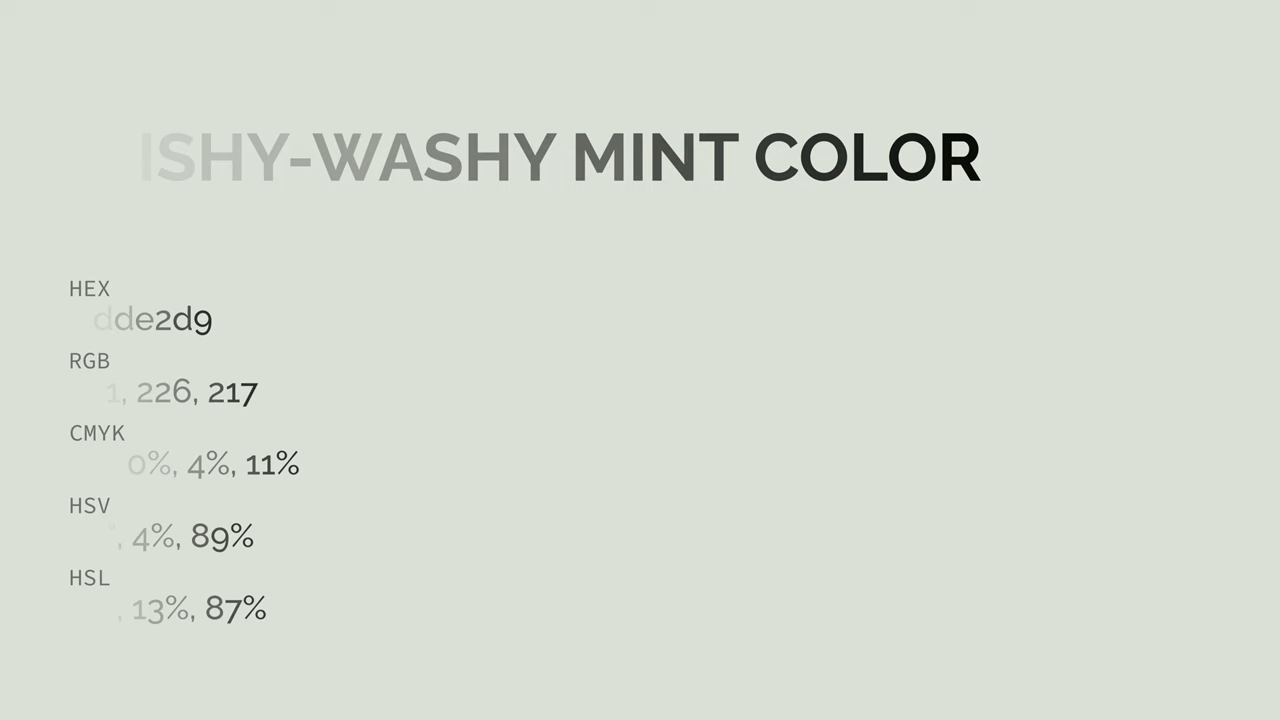 ISHY-WASHY MINT COLOR
HEX
dde2d9
RGB
1, 226, 217
CMYK
0%, 4%, 11%
HSV
°, 4%, 89%
HSL
, 13%, 87%